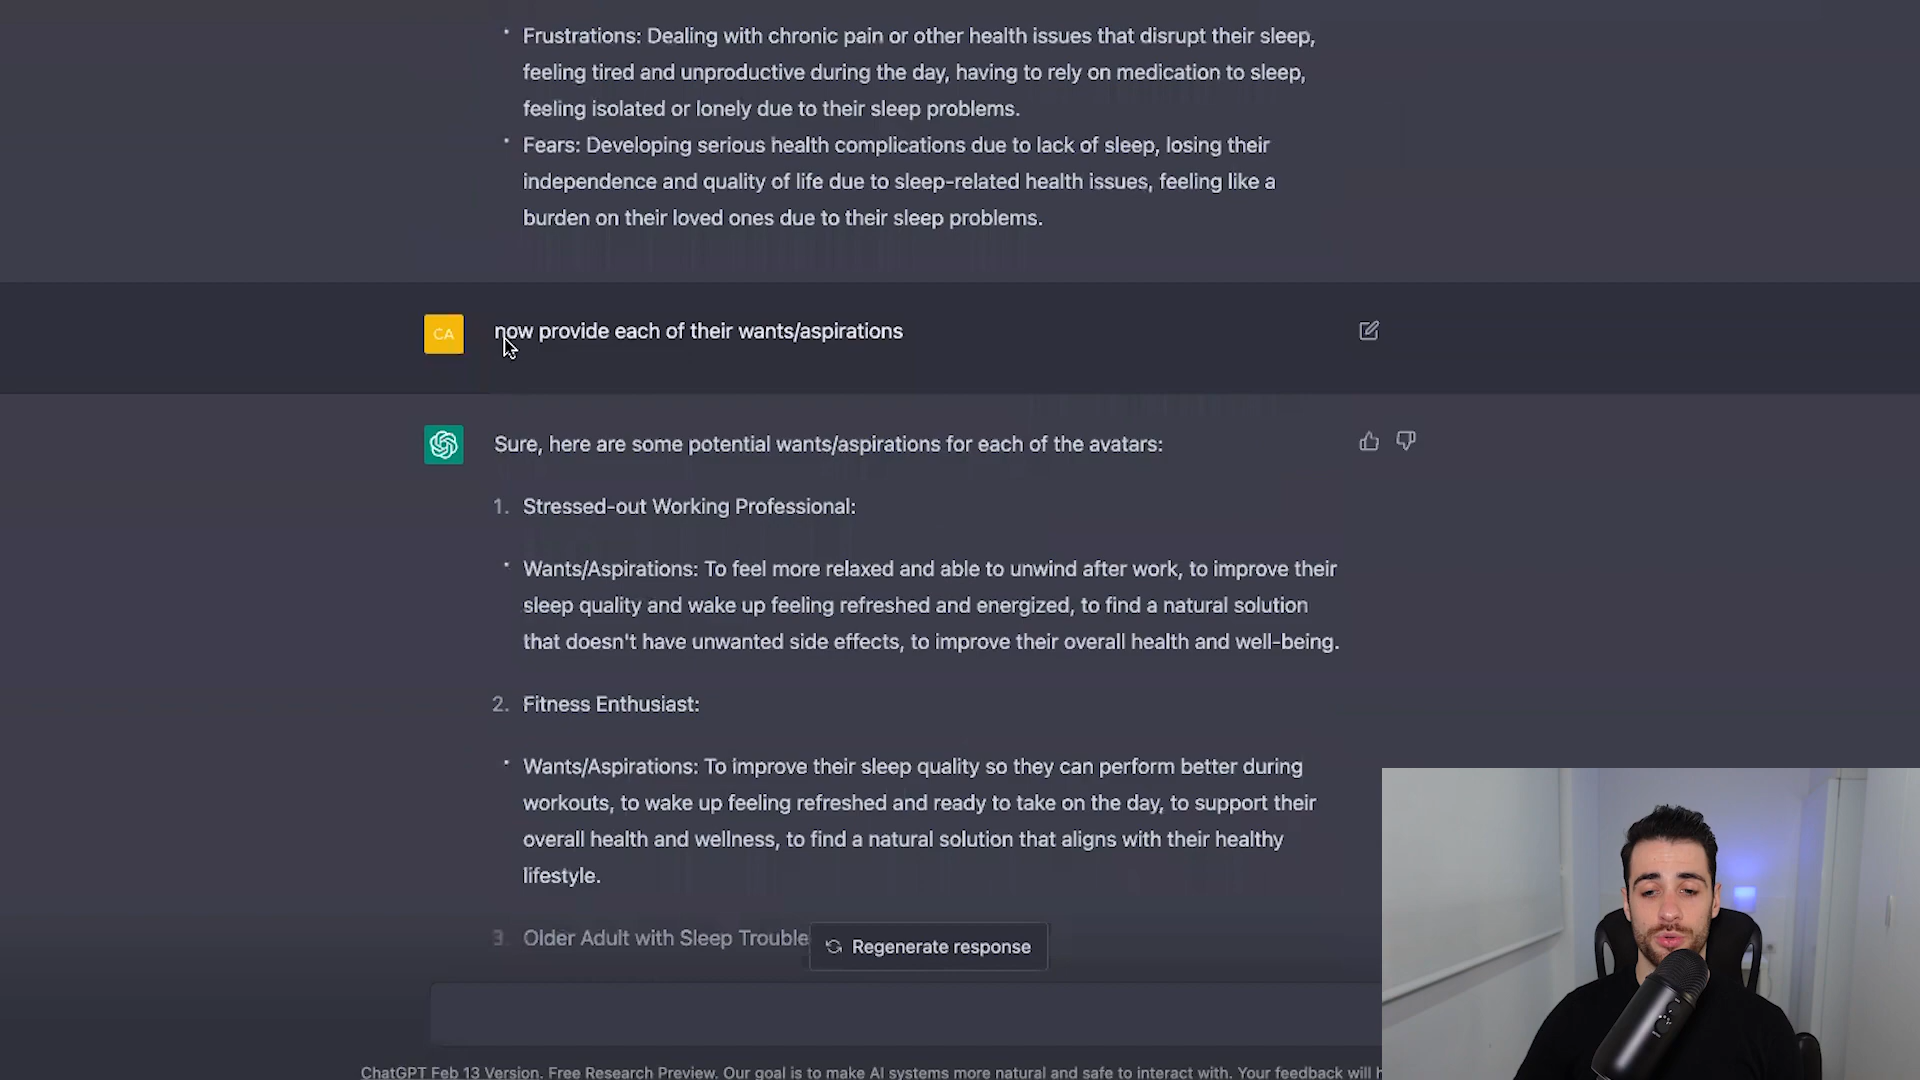 Frustrations: Dealing with chronic pain or other health issues that disrupt their sleep,
feeling tired and unproductive during the day, having to rely on medication to sleep,
feeling isolated or lonely due to their sleep problems.
Fears: Developing serious health complications due to lack of sleep, losing their
independence and quality of life due to sleep-related health issues, feeling like a
burden on their loved ones due to their sleep problems.
CA
now provide each of their wants/aspirations
Sure, here are some potential wants/aspirations for each of the avatars:
1. Stressed-out Working Professional:
Wants/Aspirations: To feel more relaxed and able to unwind after work, to improve their
sleep quality and wake up feeling refreshed and energized, to find a natural solution
that doesn't have unwanted side effects, to improve their overall health and well-being.
2. Fitness Enthusiast:
Wants/Aspirations: To improve their sleep quality so they can perform better during
workouts, to wake up feeling refreshed and ready to take on the day, to support their
overall health and wellness, to find a natural solution that aligns with their healthy
lifestyle.
3. Older Adult with Sleep Trouble
Regenerate response
ChatGPT Feb 13 Version. Free Research Preview. Our goal is to make AI systems more natural and safe to interact with. Your feedback will